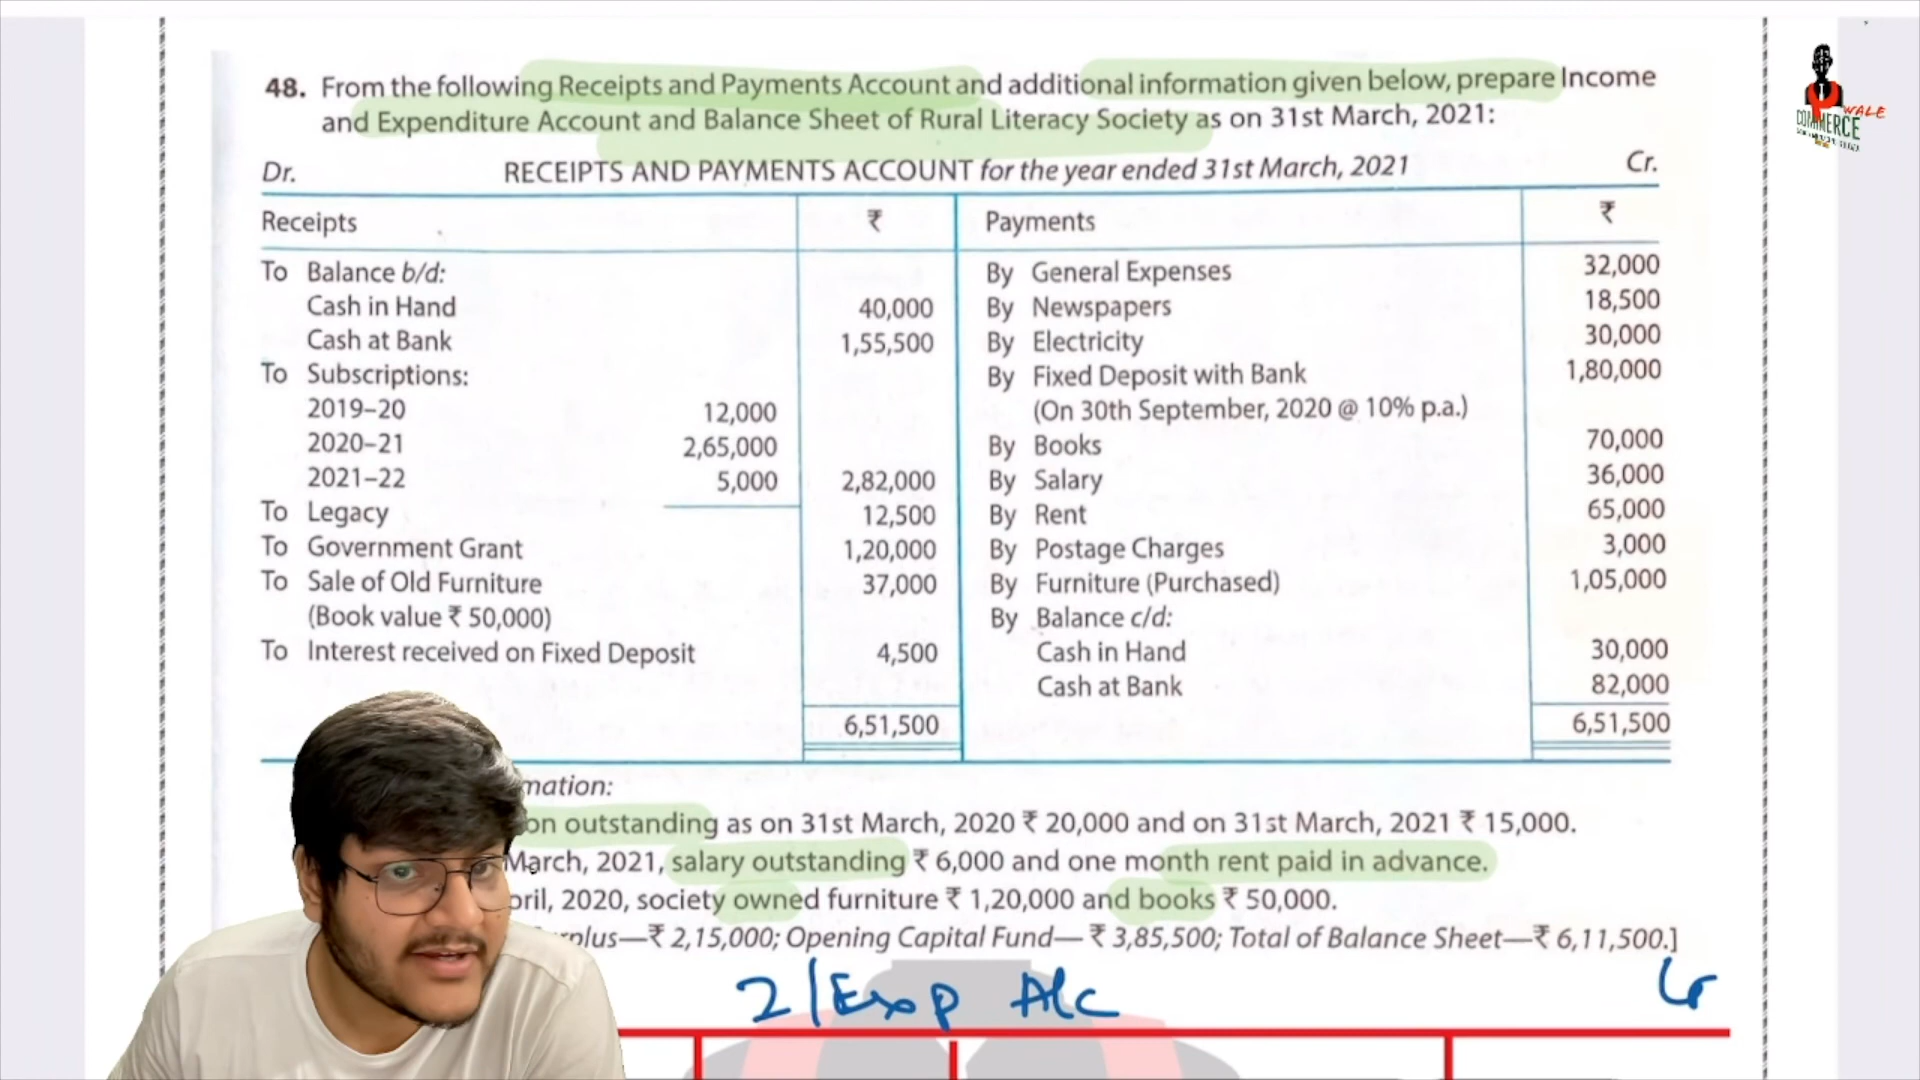 48. From the following Receipts and Payments Account and additional information given below, prepare Income
and Expenditure Account and Balance Sheet of Rural Literacy Society as on 31st March, 2021:
Dr. RECEIPTS AND PAYMENTS ACCOUNT for the year ended 31st March, 2021 Cr.
Receipts ₹ Payments ₹
To Balance b/d: By General Expenses 32,000
Cash in Hand 40,000 By Newspapers 18,500
Cash at Bank 1,55,500 By Electricity 30,000
To Subscriptions: By Fixed Deposit with Bank 1,80,000
2019–20 12,000 (On 30th September, 2020 @ 10% p.a.)
2020–21 2,65,000 By Books 70,000
2021–22 5,000 2,82,000 By Salary 36,000
To Legacy 12,500 By Rent 65,000
To Government Grant 1,20,000 By Postage Charges 3,000
To Sale of Old Furniture 37,000 By Furniture (Purchased) 1,05,000
(Book value ₹ 50,000) By Balance c/d:
To Interest received on Fixed Deposit 4,500 Cash in Hand 30,000
Cash at Bank 82,000
6,51,500 6,51,500
mation:
on outstanding as on 31st March, 2020 ₹ 20,000 and on 31st March, 2021 ₹ 15,000.
March, 2021, salary outstanding ₹ 6,000 and one month rent paid in advance.
pril, 2020, society owned furniture ₹ 1,20,000 and books ₹ 50,000.
rplus—₹ 2,15,000; Opening Capital Fund—₹ 3,85,500; Total of Balance Sheet—₹ 6,11,500.]
2/Exp A/c Cr
COMMERCE
WALE